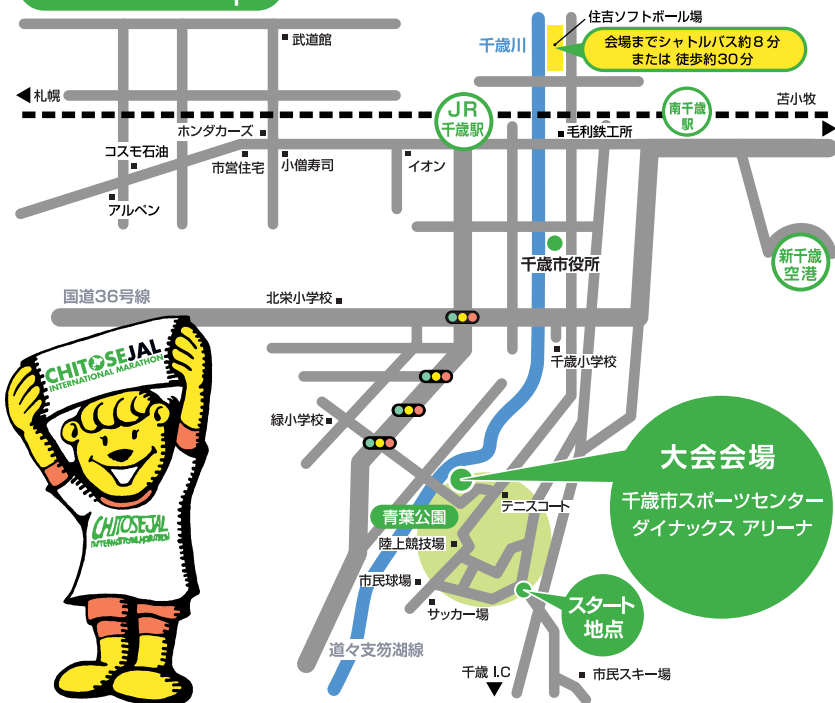 住吉ソフトボール場
会場までシャトルバス約8分
または 徒歩約30分
千歳川
武道館
札幌
苫小牧
JR
千歳駅
南千歳
駅
ホンダカーズ
毛利鉄工所
コスモ石油
市営住宅
小僧寿司
イオン
アルペン
千歳市役所
新千歳
空港
国道36号線
北栄小学校
千歳小学校
CHITOSEJAL
INTERNATIONAL MARATHON
緑小学校
大会会場
千歳市スポーツセンター
ダイナックス アリーナ
テニスコート
青葉公園
陸上競技場
CHITOSEJAL
INTERNATIONAL MARATHON
市民球場
サッカー場
スタート
地点
道々支笏湖線
千歳 I.C
市民スキー場